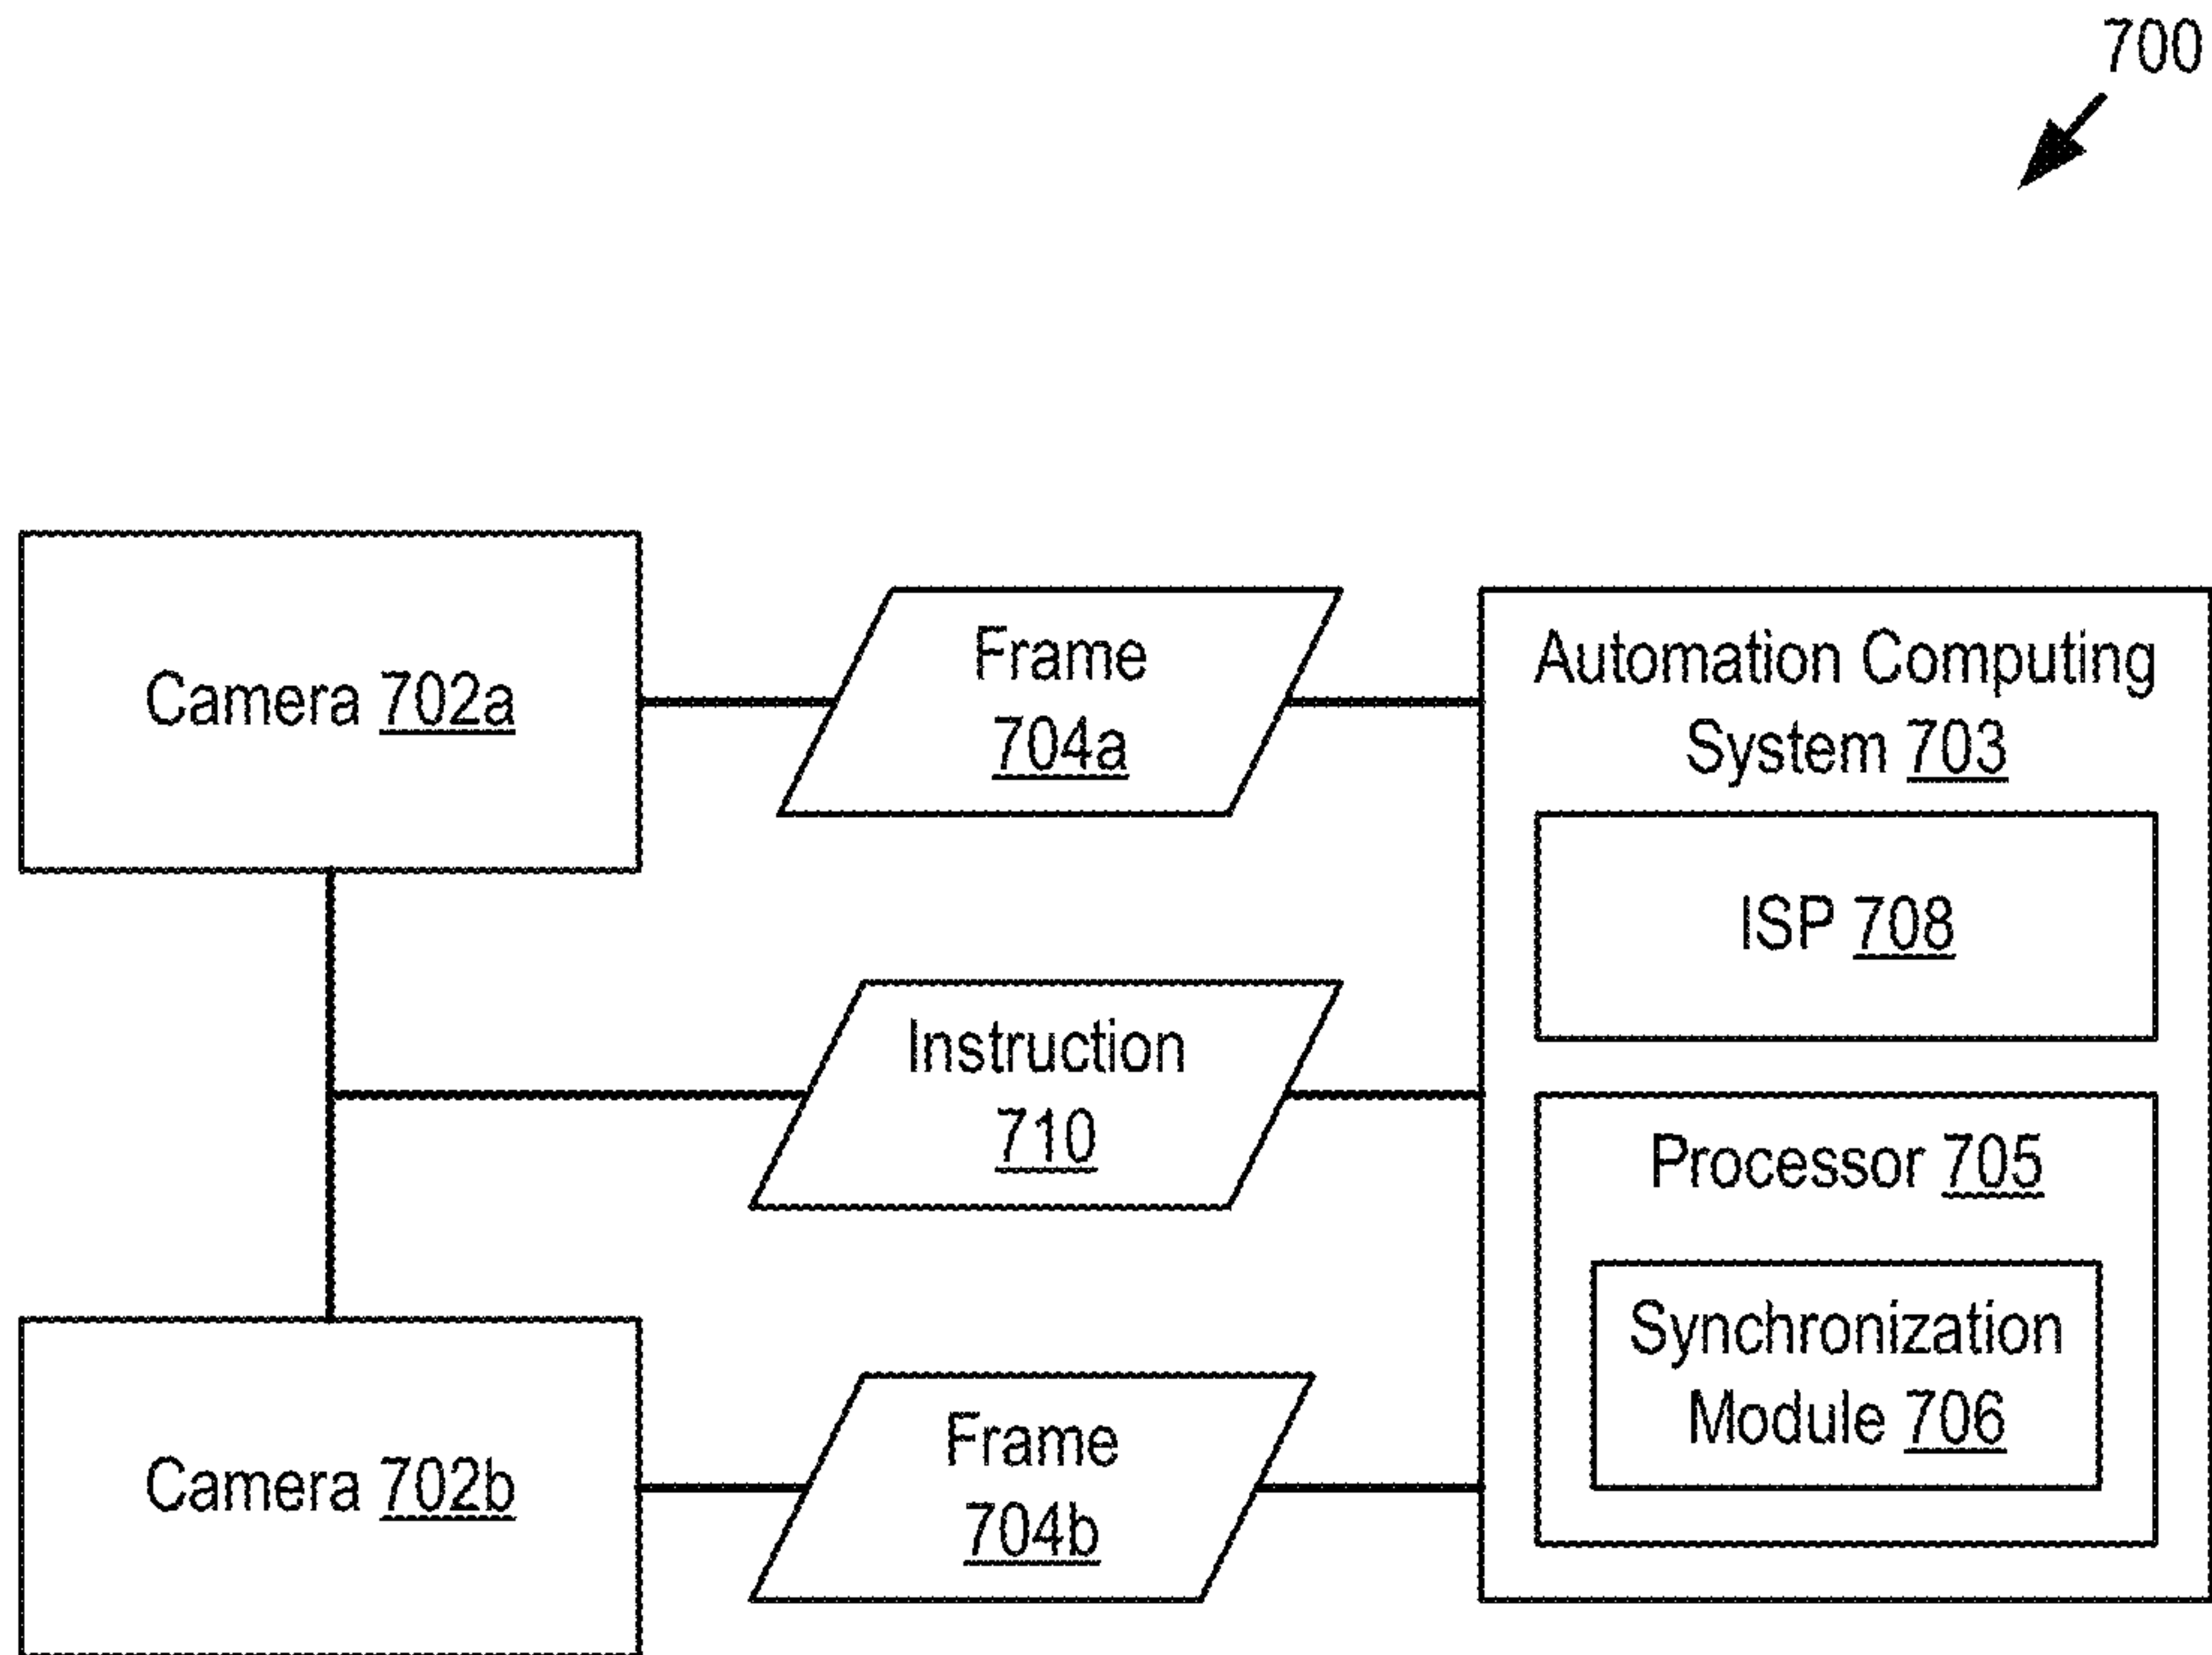 700
Camera 702a
Frame
704a
Automation Computing
System 703
ISP 708
Instruction
710
Processor 705
Synchronization
Module 706
Camera 702b
Frame
704b